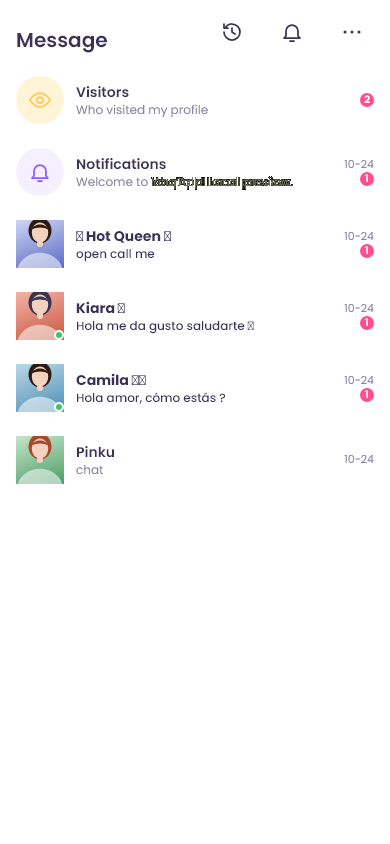 Message
Visitors
Who visited my profile
2
Notifications
10-24
Welcome to
1
Hot Queen
10-24
open call me
1
Kiara
10-24
Hola me da gusto saludarte
1
Camila
10-24
Hola amor, cómo estás ?
1
Pinku
10-24
chat